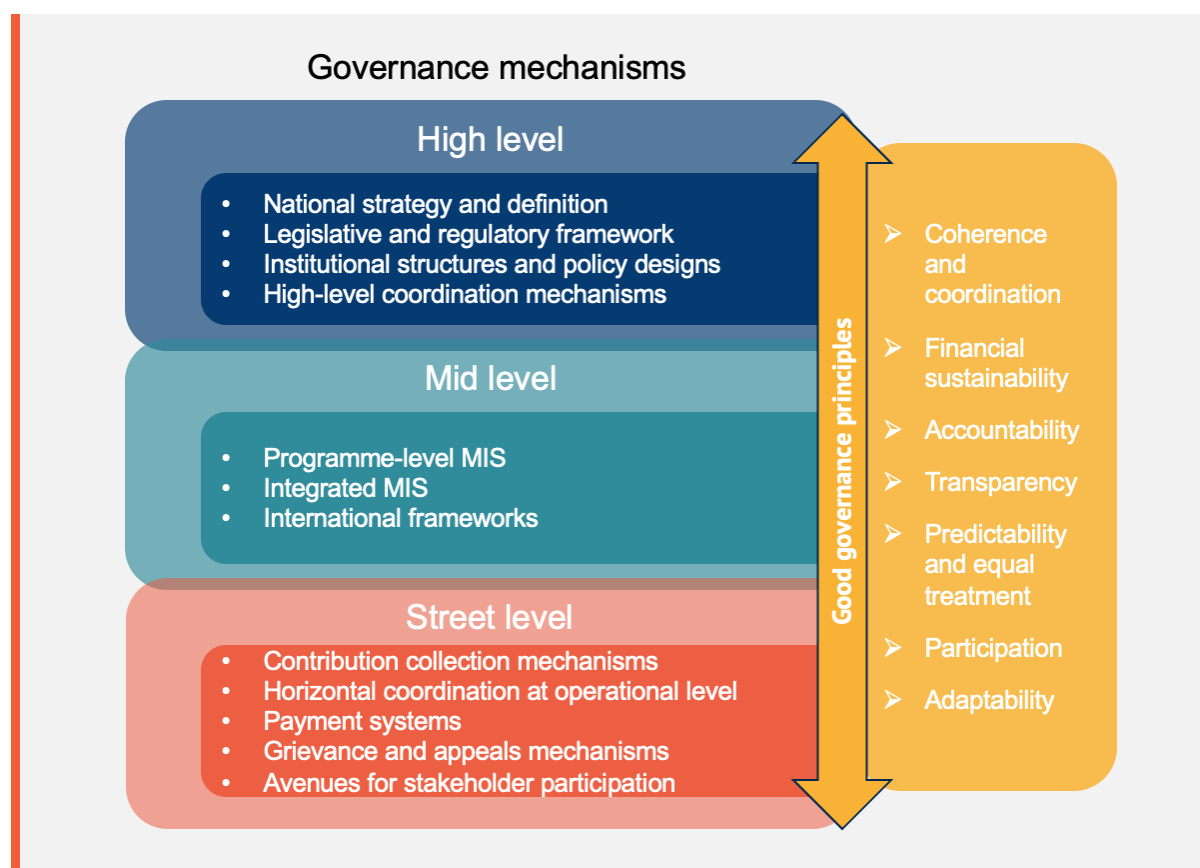 Governance mechanisms
High level
• National strategy and definition
• Legislative and regulatory framework
• Institutional structures and policy designs
• High-level coordination mechanisms
Mid level
• Programme-level MIS
• Integrated MIS
• International frameworks
Street level
• Contribution collection mechanisms
• Horizontal coordination at operational level
• Payment systems
• Grievance and appeals mechanisms
• Avenues for stakeholder participation
Good governance principles
➢ Coherence
and
coordination
➢ Financial
sustainability
➢ Accountability
➢ Transparency
➢ Predictability
and equal
treatment
➢ Participation
➢ Adaptability